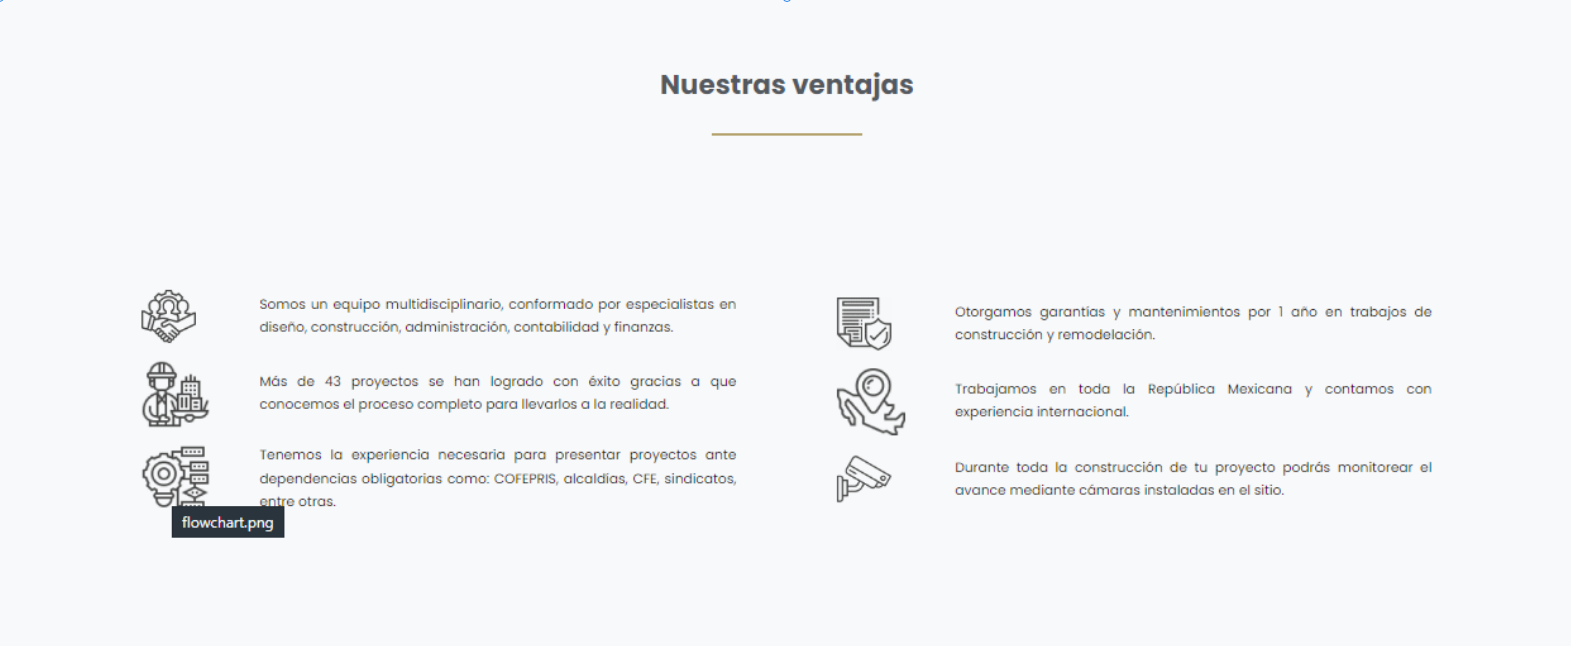 Nuestras ventajas
Somos un equipo multidisciplinario, conformado por especialistas en
diseño, construcción, administración, contabilidad y finanzas.
Más de 43 proyectos se han logrado con éxito gracias a que
conocemos el proceso completo para llevarlos a la realidad.
Tenemos la experiencia necesaria para presentar proyectos ante
dependencias obligatorias como: COFEPRIS, alcaldías, CFE, sindicatos,
entre otras.
flowchart.png
Otorgamos garantías y mantenimientos por 1 año en trabajos de
construcción y remodelación.
Trabajamos en toda la República Mexicana y contamos con
experiencia internacional.
Durante toda la construcción de tu proyecto podrás monitorear el
avance mediante cámaras instaladas en el sitio.